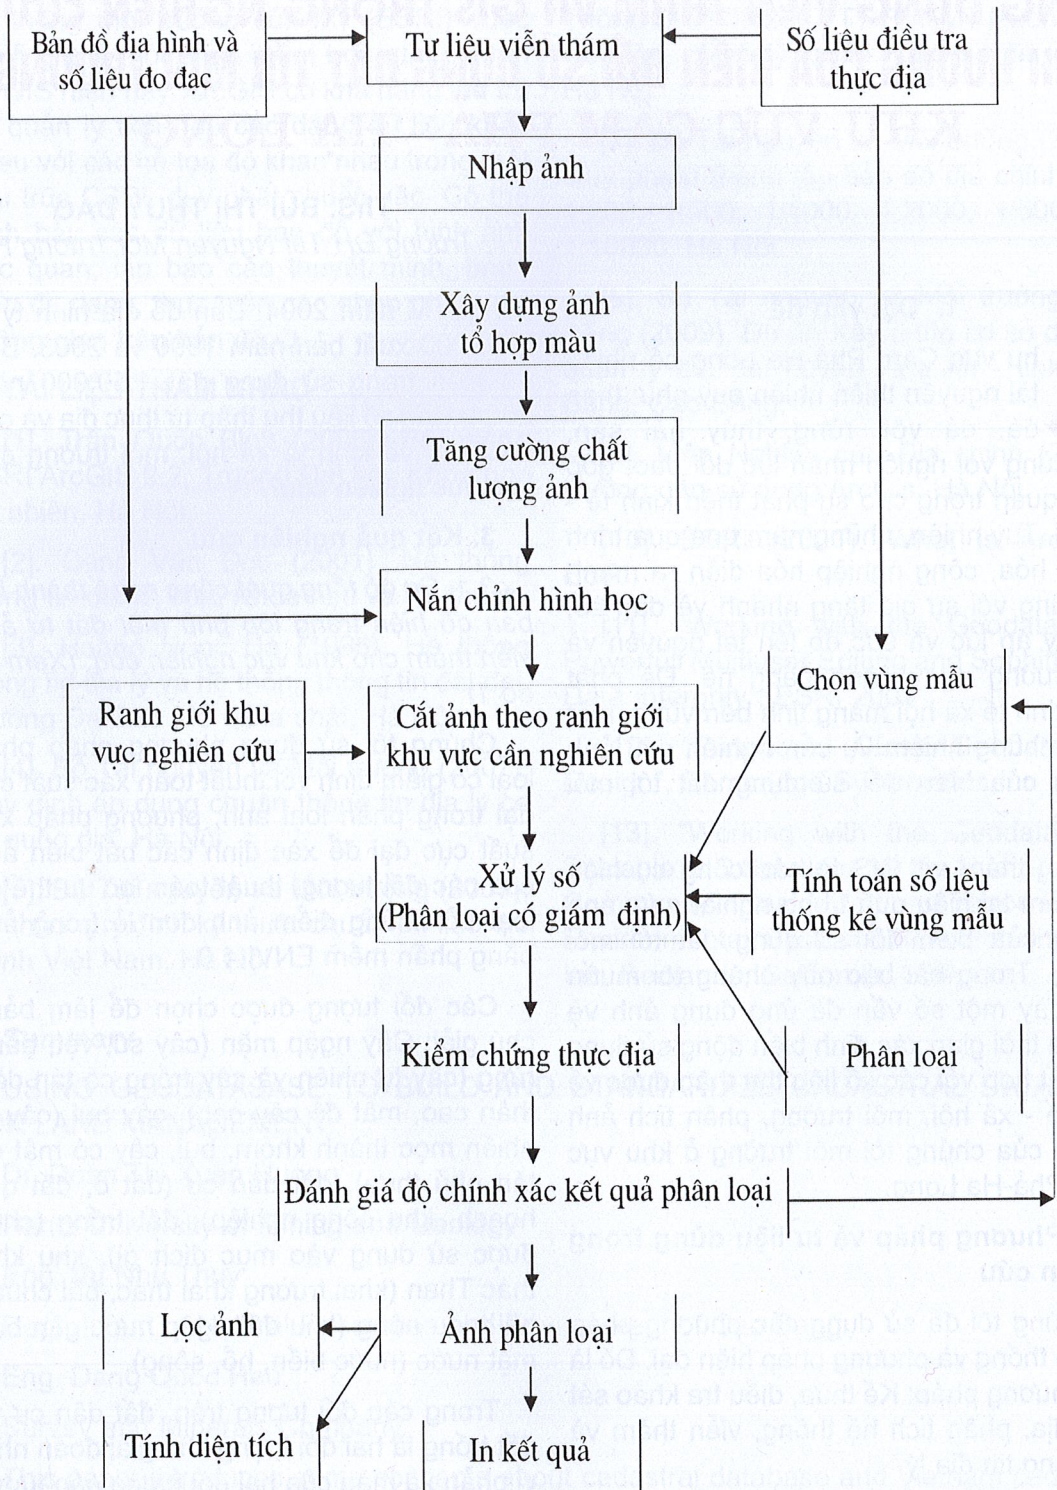 Bản đồ địa hình và
số liệu đo đạc
Tư liệu viễn thám
Số liệu điều tra
thực địa
Nhập ảnh
Xây dựng ảnh
tổ hợp màu
Tăng cường chất
lượng ảnh
Nắn chỉnh hình học
Chọn vùng mẫu
Ranh giới khu
vực nghiên cứu
Cắt ảnh theo ranh giới
khu vực cần nghiên cứu
Xử lý số
(Phân loại có giám định)
Tính toán số liệu
thống kê vùng mẫu
Kiểm chứng thực địa
Phân loại
Đánh giá độ chính xác kết quả phân loại
Lọc ảnh
Ảnh phân loại
Tính diện tích
In kết quả